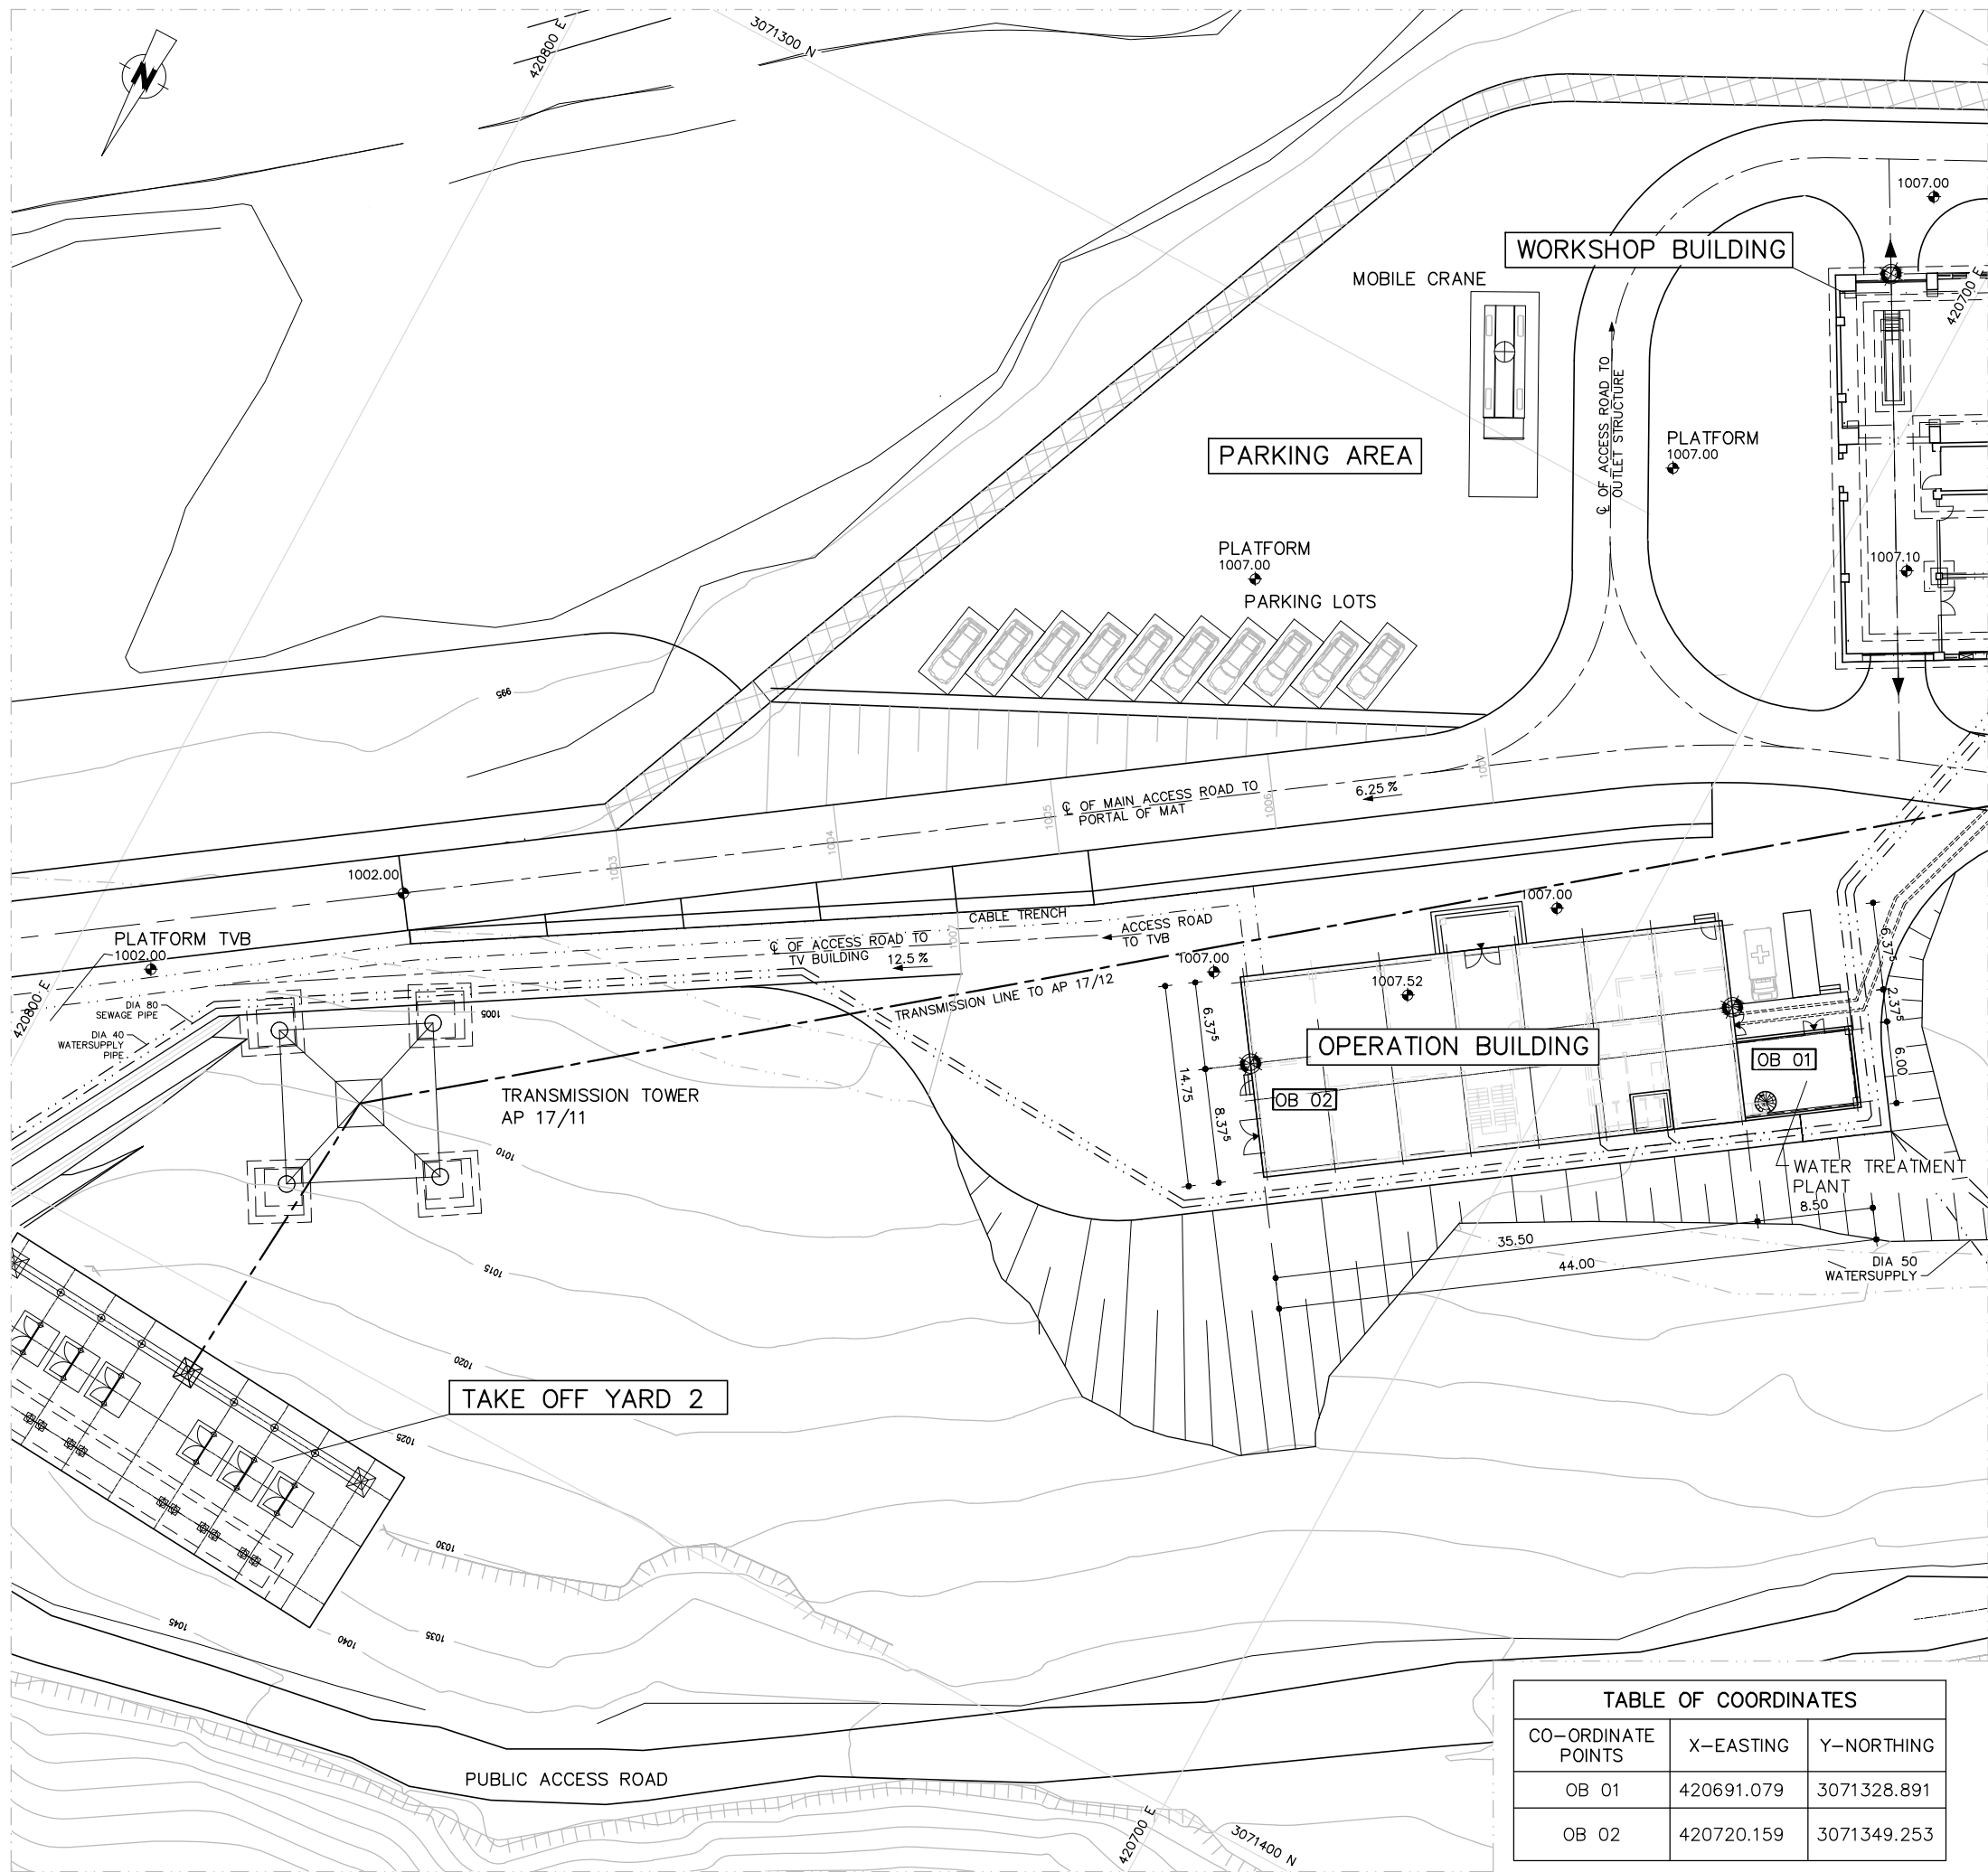 N
420800 E
3071300 N
1007.00
WORKSHOP BUILDING
MOBILE CRANE
420700 E
℄ OF ACCESS ROAD TO
OUTLET STRUCTURE
PARKING AREA
PLATFORM
1007.00
PLATFORM
1007.00
1007.10
PARKING LOTS
995
1007
6.25 %
℄ OF MAIN ACCESS ROAD TO
PORTAL OF MAT
1006
1005
1004
1003
1002.00
CABLE TRENCH
ACCESS ROAD
TO TVB
1007.00
PLATFORM TVB
1002.00
℄ OF ACCESS ROAD TO
TV BUILDING
12.5 %
1007
1007.00
1007.52
TRANSMISSION LINE TO AP 17/12
420800 E
DIA 80
SEWAGE PIPE
DIA 40
WATERSUPPLY
PIPE
1005
6.375
2.375
6.00
6.375
14.75
8.375
OPERATION BUILDING
OB 01
OB 02
TRANSMISSION TOWER
AP 17/11
1010
WATER TREATMENT
PLANT
8.50
35.50
44.00
DIA 50
WATERSUPPLY
1015
1020
TAKE OFF YARD 2
1025
1030
1045
1040
1035
PUBLIC ACCESS ROAD
420700 E
3071400 N
TABLE OF COORDINATES
CO-ORDINATE
POINTS
X-EASTING
Y-NORTHING
OB 01
420691.079
3071328.891
OB 02
420720.159
3071349.253